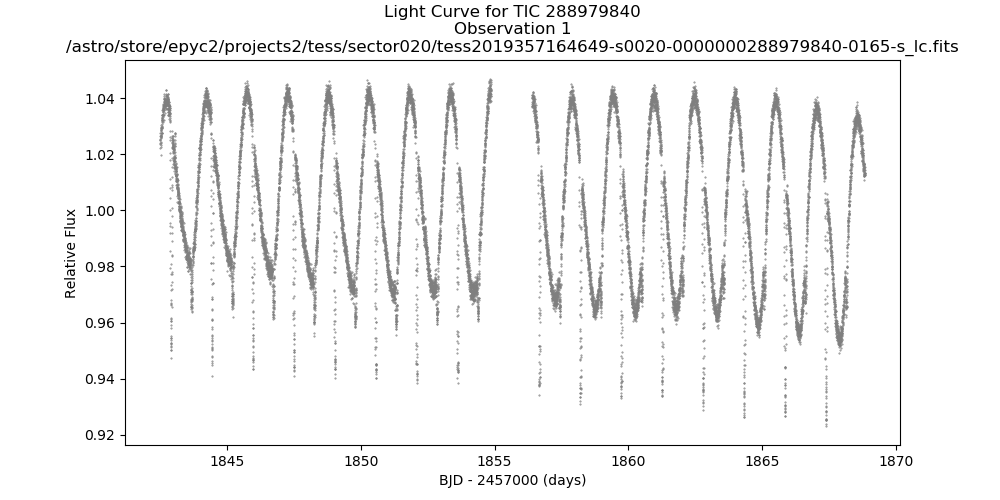 Light Curve for TIC 288979840
Observation 1
/astro/store/epyc2/projects2/tess/sector020/tess2019357164649-s0020-0000000288979840-0165-s_lc.fits
1.04
1.02
1.00
0.98
0.96
0.94
0.92
Relative Flux
1845
1850
1855
1860
1865
1870
BJD - 2457000 (days)